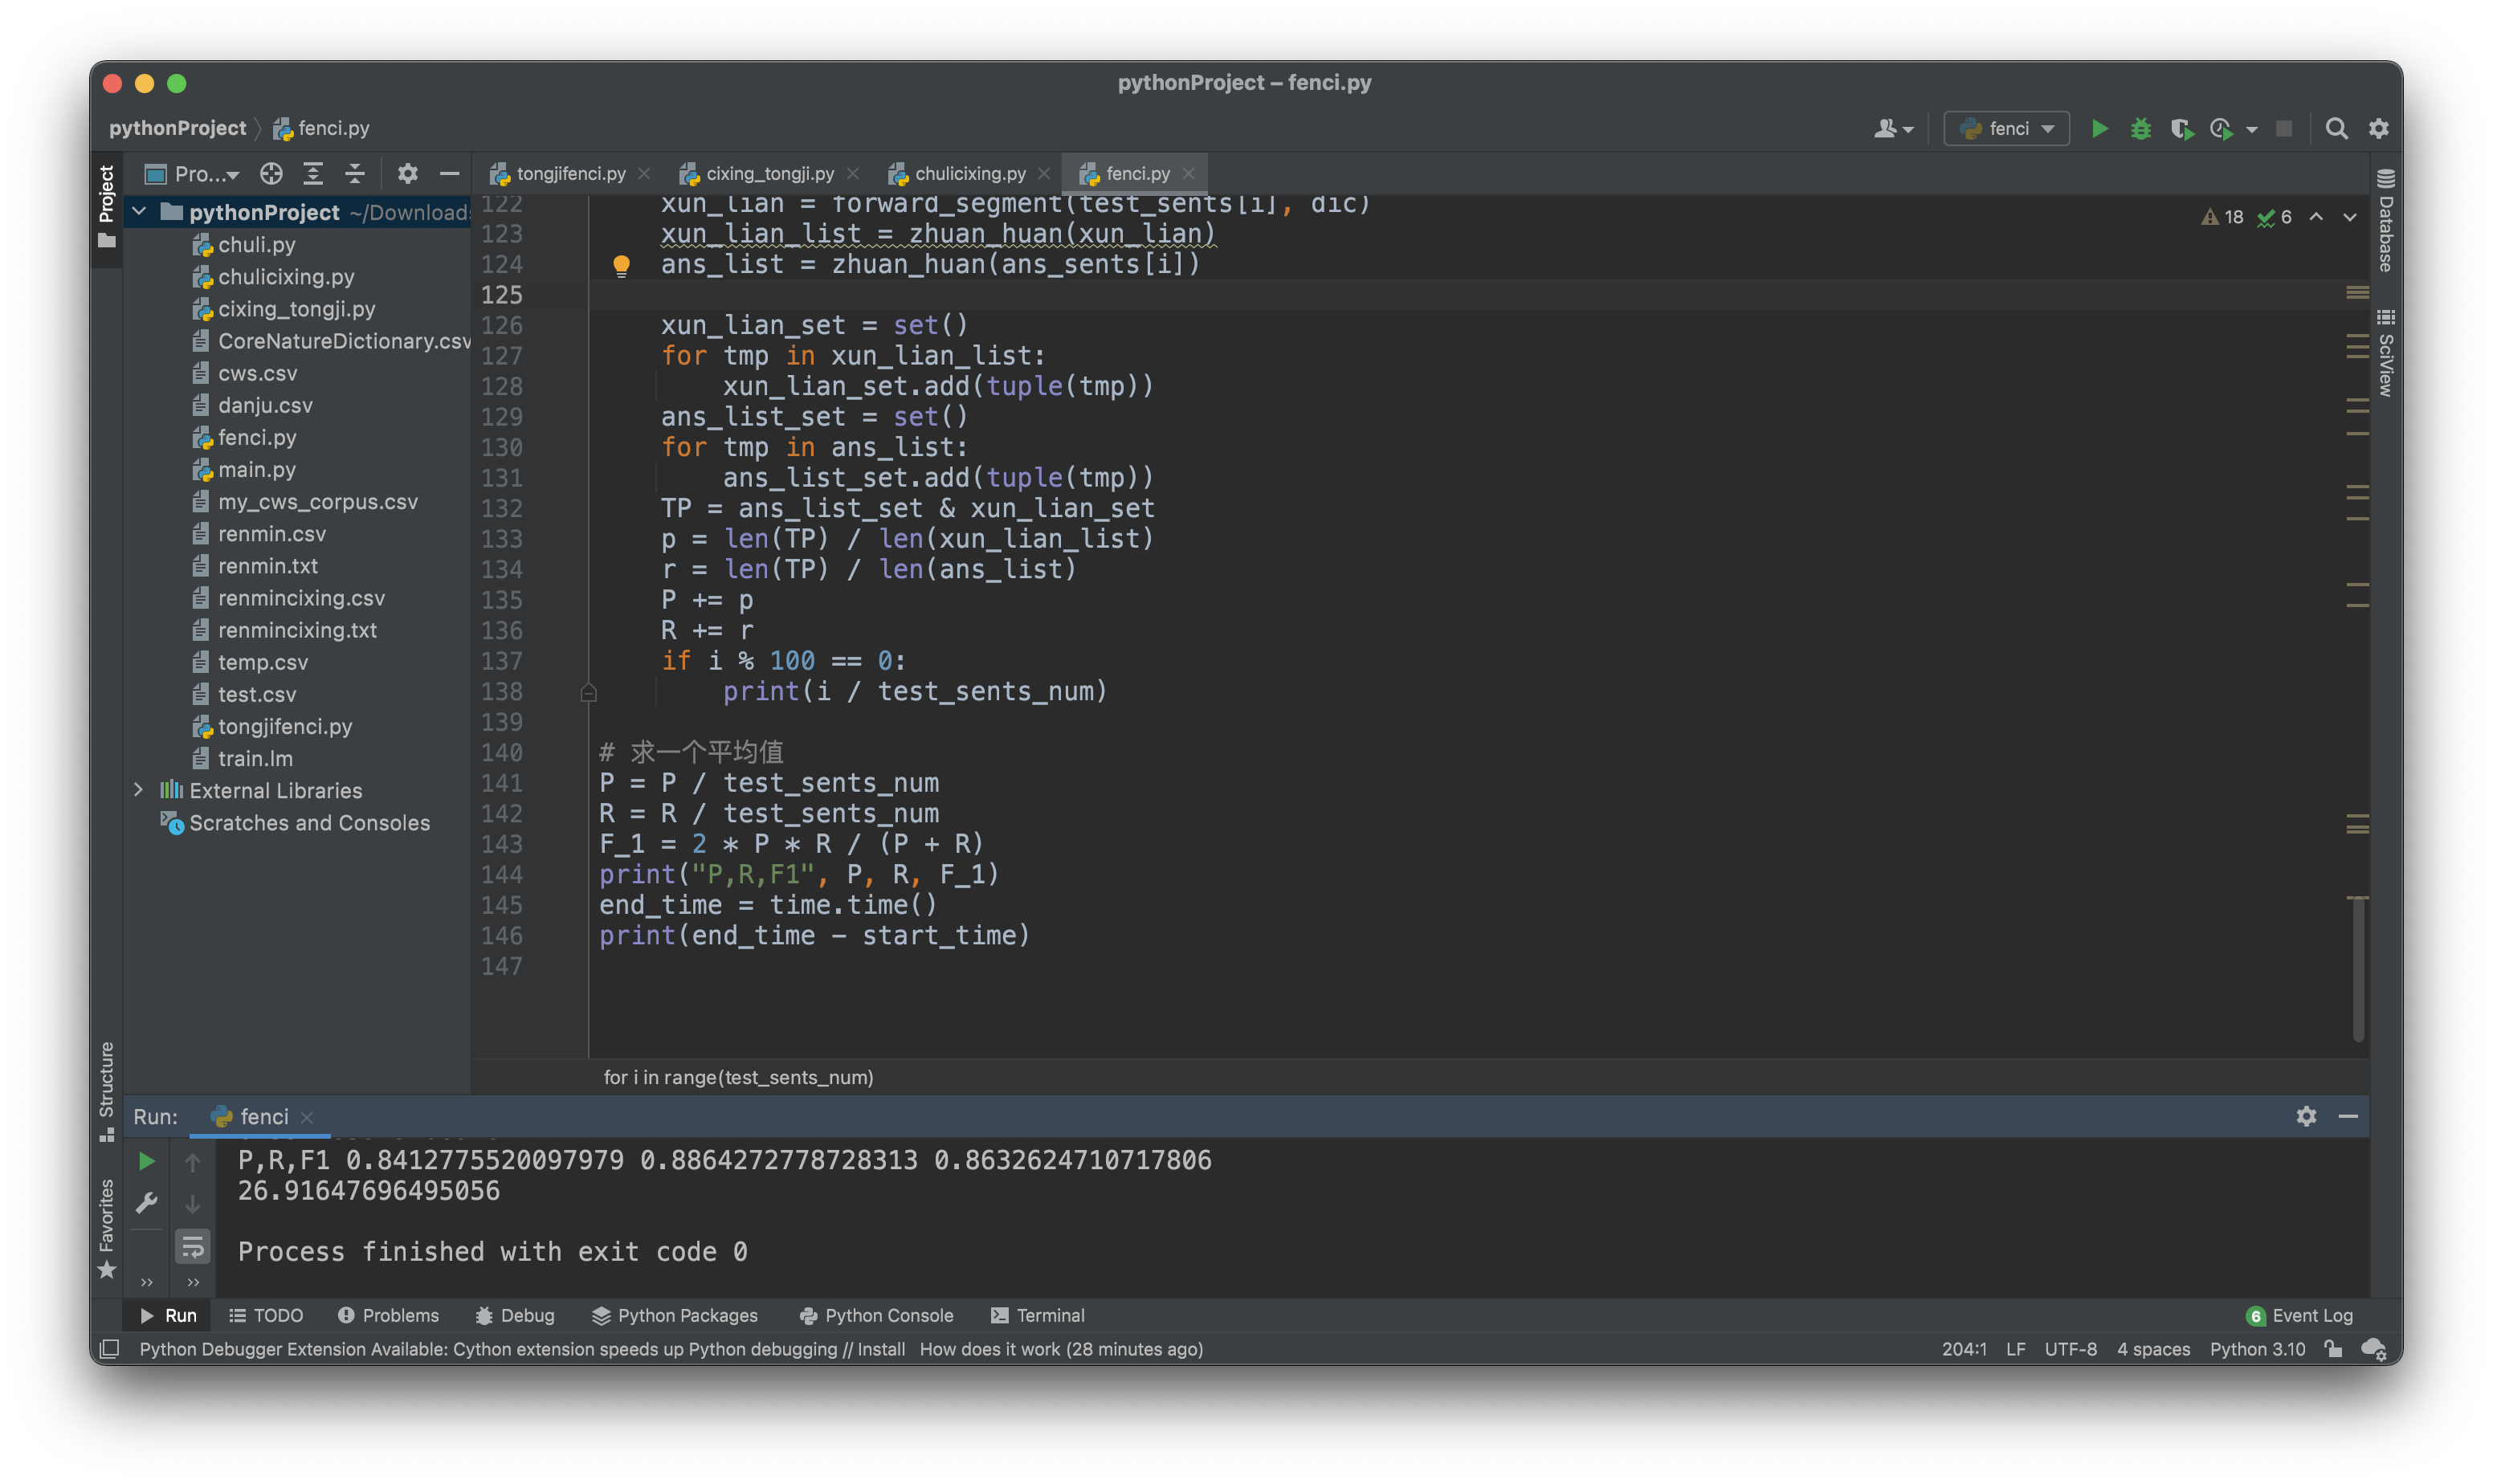 pythonProject – fenci.py
pythonProject fenci.py
fenci
Project
Pro...
tongjifenci.py
cixing_tongji.py
chulicixing.py
fenci.py
pythonProject ~/Downloads
chuli.py
chulicixing.py
cixing_tongji.py
CoreNatureDictionary.csv
cws.csv
danju.csv
fenci.py
main.py
my_cws_corpus.csv
renmin.csv
renmin.txt
renmincixing.csv
renmincixing.txt
temp.csv
test.csv
tongjifenci.py
train.lm
External Libraries
Scratches and Consoles
18 6
122 xun_lian = forward_segment(test_sents[i], dic)
123 xun_lian_list = zhuan_huan(xun_lian)
124 ans_list = zhuan_huan(ans_sents[i])
125
126 xun_lian_set = set()
127 for tmp in xun_lian_list:
128 xun_lian_set.add(tuple(tmp))
129 ans_list_set = set()
130 for tmp in ans_list:
131 ans_list_set.add(tuple(tmp))
132 TP = ans_list_set & xun_lian_set
133 p = len(TP) / len(xun_lian_list)
134 r = len(TP) / len(ans_list)
135 P += p
136 R += r
137 if i % 100 == 0:
138 print(i / test_sents_num)
139
140 # 求一个平均值
141 P = P / test_sents_num
142 R = R / test_sents_num
143 F_1 = 2 * P * R / (P + R)
144 print("P,R,F1", P, R, F_1)
145 end_time = time.time()
146 print(end_time - start_time)
147
for i in range(test_sents_num)
Database
SciView
Structure
Favorites
Run: fenci
P,R,F1 0.8412775520097979 0.8864272778728313 0.8632624710717806
26.91647696495056
Process finished with exit code 0
Run TODO Problems Debug Python Packages Python Console Terminal 6 Event Log
Python Debugger Extension Available: Cython extension speeds up Python debugging // Install How does it work (28 minutes ago) 204:1 LF UTF-8 4 spaces Python 3.10